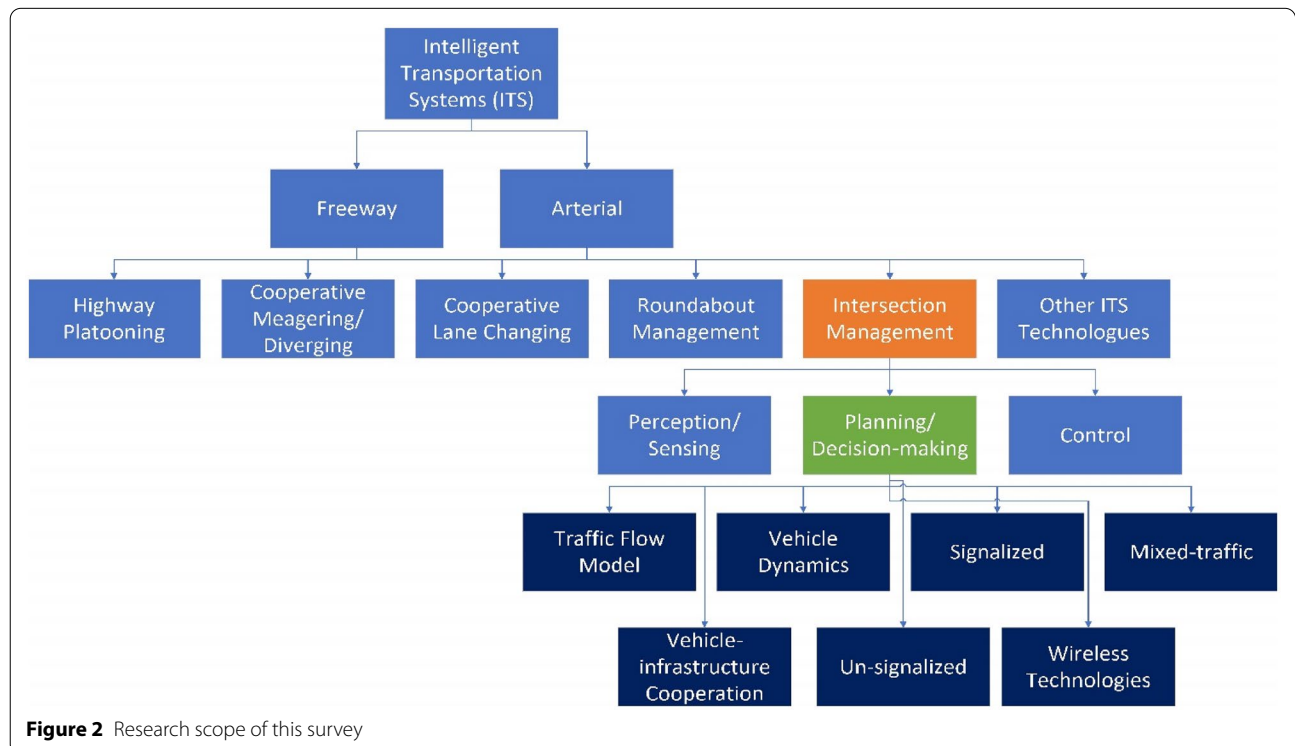 Intelligent
Transportation
Systems (ITS)
Freeway
Arterial
Highway
Platooning
Cooperative
Meagering/
Diverging
Cooperative
Lane Changing
Roundabout
Management
Intersection
Management
Other ITS
Technologues
Perception/
Sensing
Planning/
Decision-making
Control
Traffic Flow
Model
Vehicle
Dynamics
Signalized
Mixed-traffic
Vehicle-
infrastructure
Cooperation
Un-signalized
Wireless
Technologies
Figure 2 Research scope of this survey